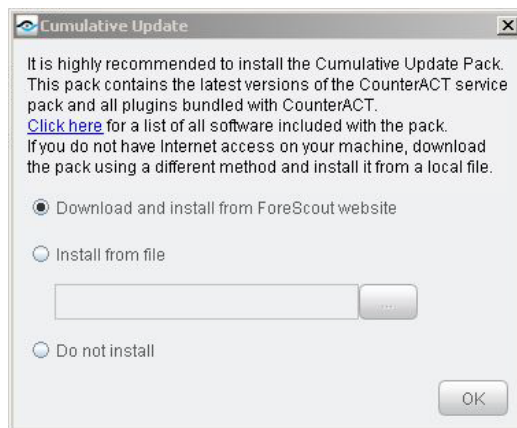 Cumulative Update
It is highly recommended to install the Cumulative Update Pack.
This pack contains the latest versions of the CounterACT service
pack and all plugins bundled with CounterACT.
Click here for a list of all software included with the pack.
If you do not have Internet access on your machine, download
the pack using a different method and install it from a local file.
Download and install from ForeScout website
Install from file
...
Do not install
OK